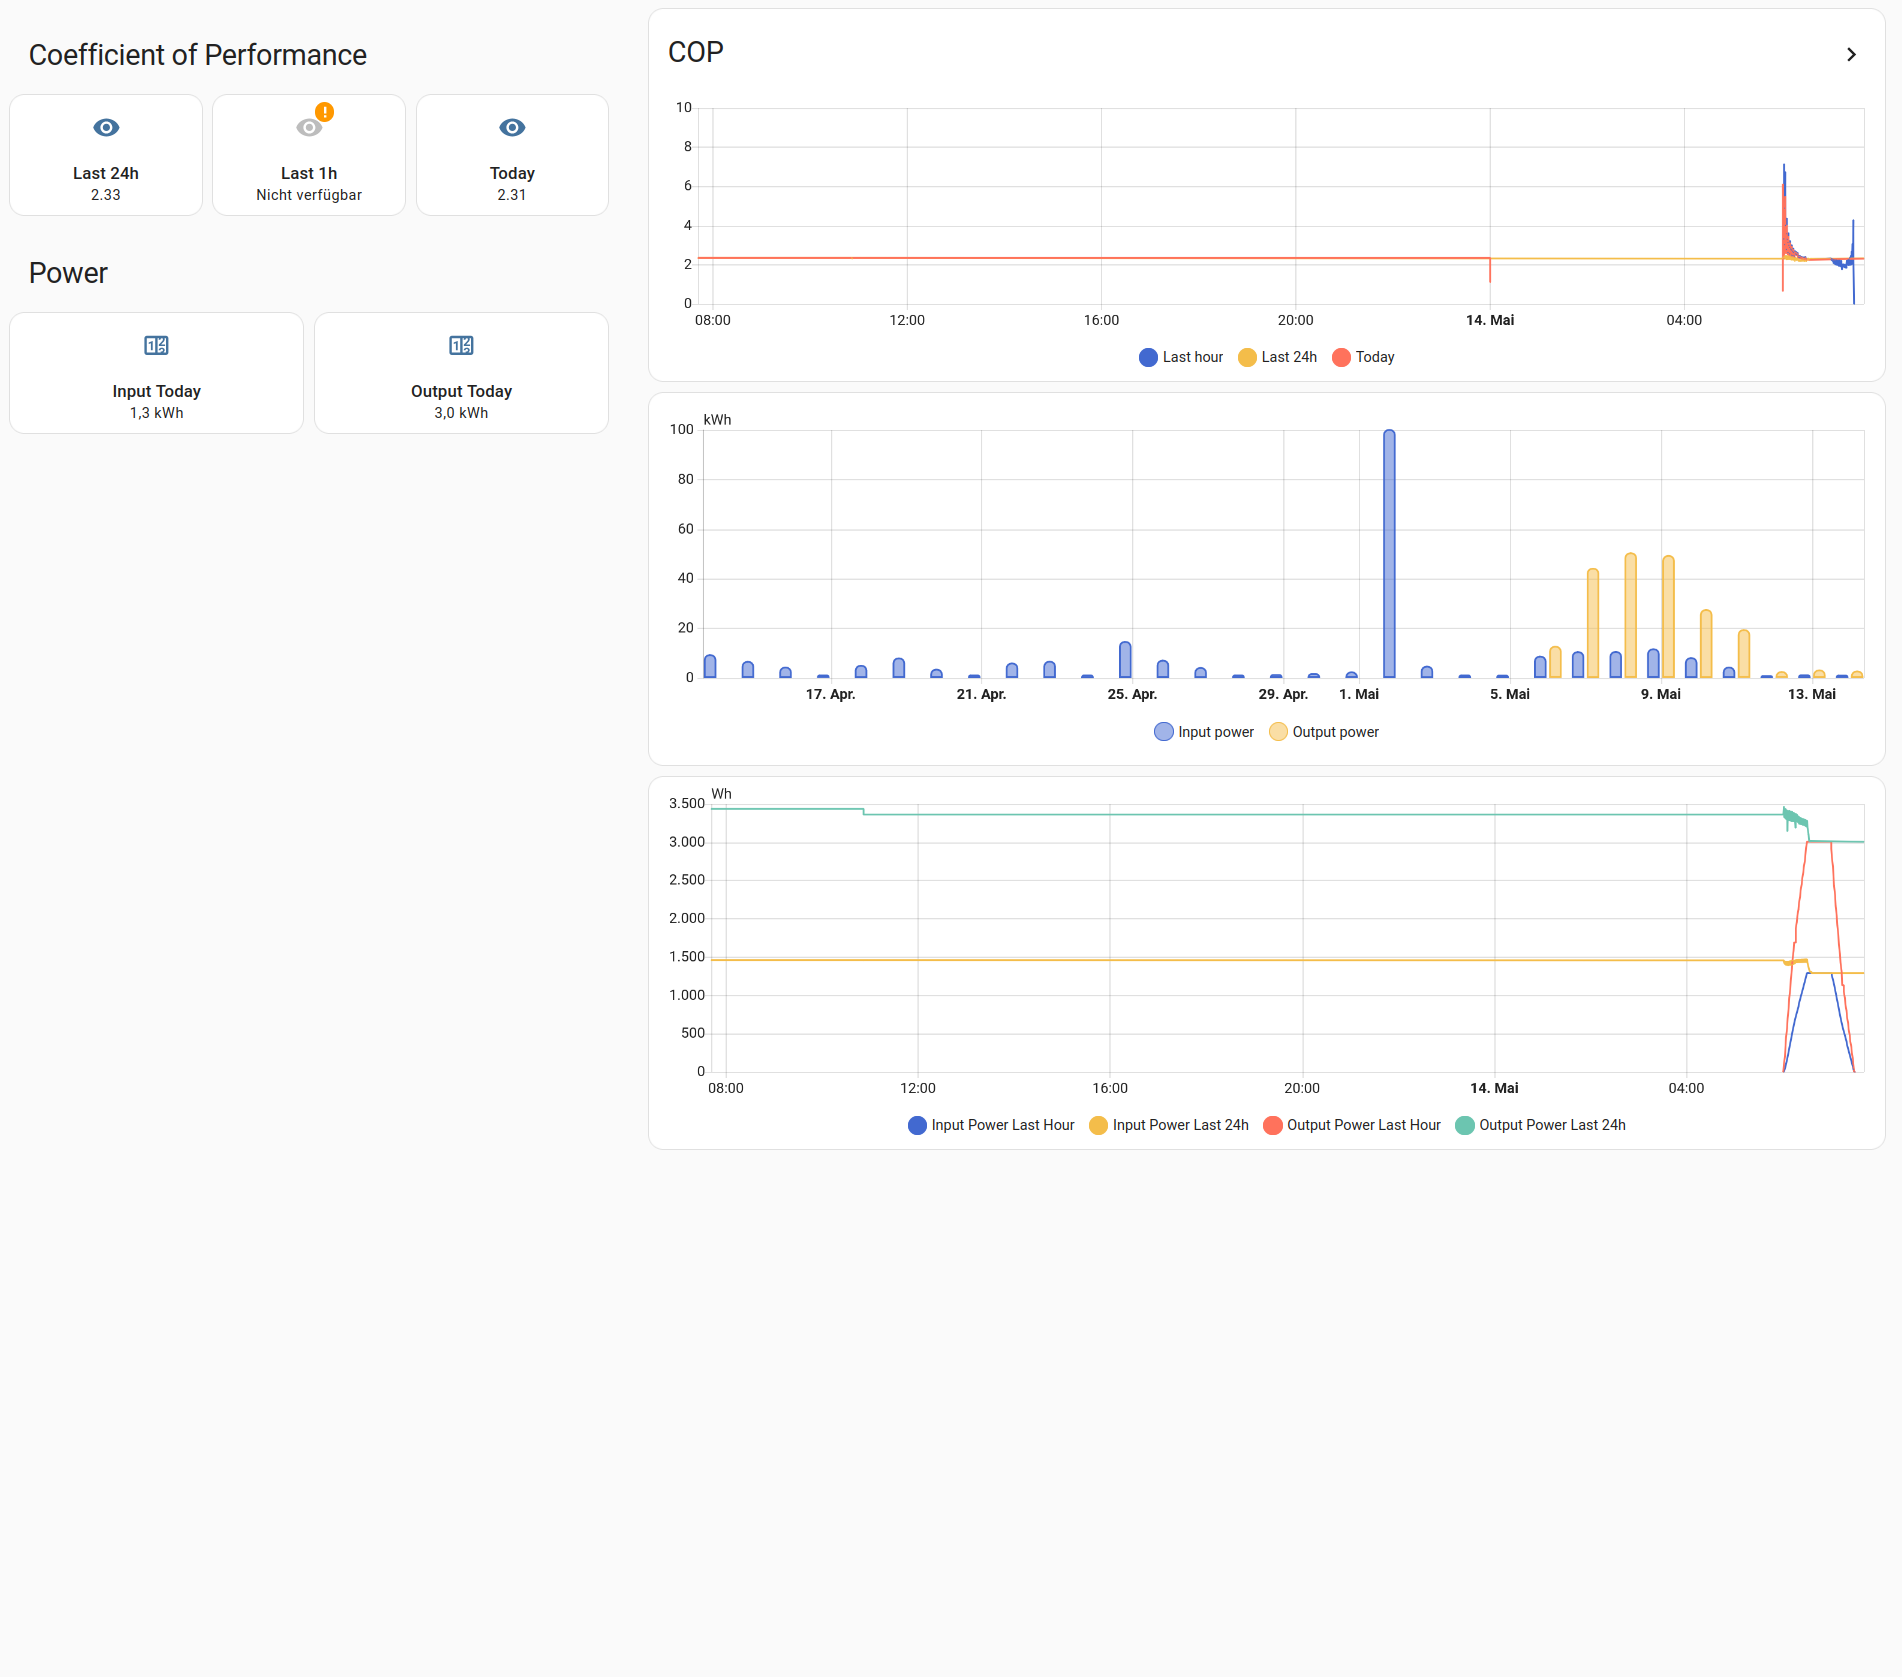 Coefficient of Performance
Last 24h
2.33
Last 1h
Nicht verfügbar
Today
2.31
Power
Input Today
1,3 kWh
Output Today
3,0 kWh
COP
10
8
6
4
2
0
08:00 12:00 16:00 20:00 14. Mai 04:00
Last hour Last 24h Today
kWh
100
80
60
40
20
0
17. Apr. 21. Apr. 25. Apr. 29. Apr. 1. Mai 5. Mai 9. Mai 13. Mai
Input power Output power
Wh
3.500
3.000
2.500
2.000
1.500
1.000
500
0
08:00 12:00 16:00 20:00 14. Mai 04:00
Input Power Last Hour Input Power Last 24h Output Power Last Hour Output Power Last 24h